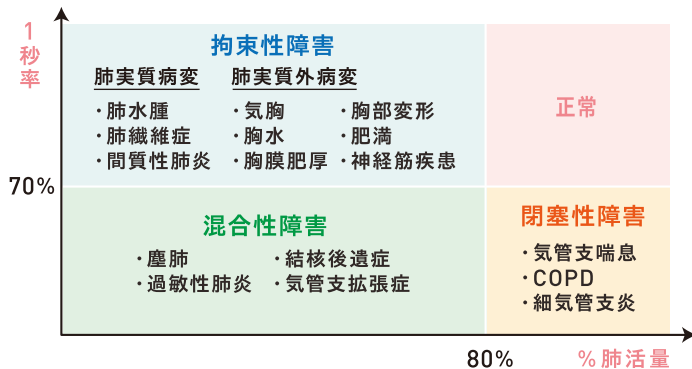 1秒率
拘束性障害
肺実質病変 肺実質外病変
・肺水腫 ・気胸 ・胸部変形
・肺繊維症 ・胸水 ・肥満
・間質性肺炎 ・胸膜肥厚 ・神経筋疾患
正常
70%
混合性障害
・塵肺 ・結核後遺症
・過敏性肺炎 ・気管支拡張症
閉塞性障害
・気管支喘息
・COPD
・細気管支炎
80% %肺活量